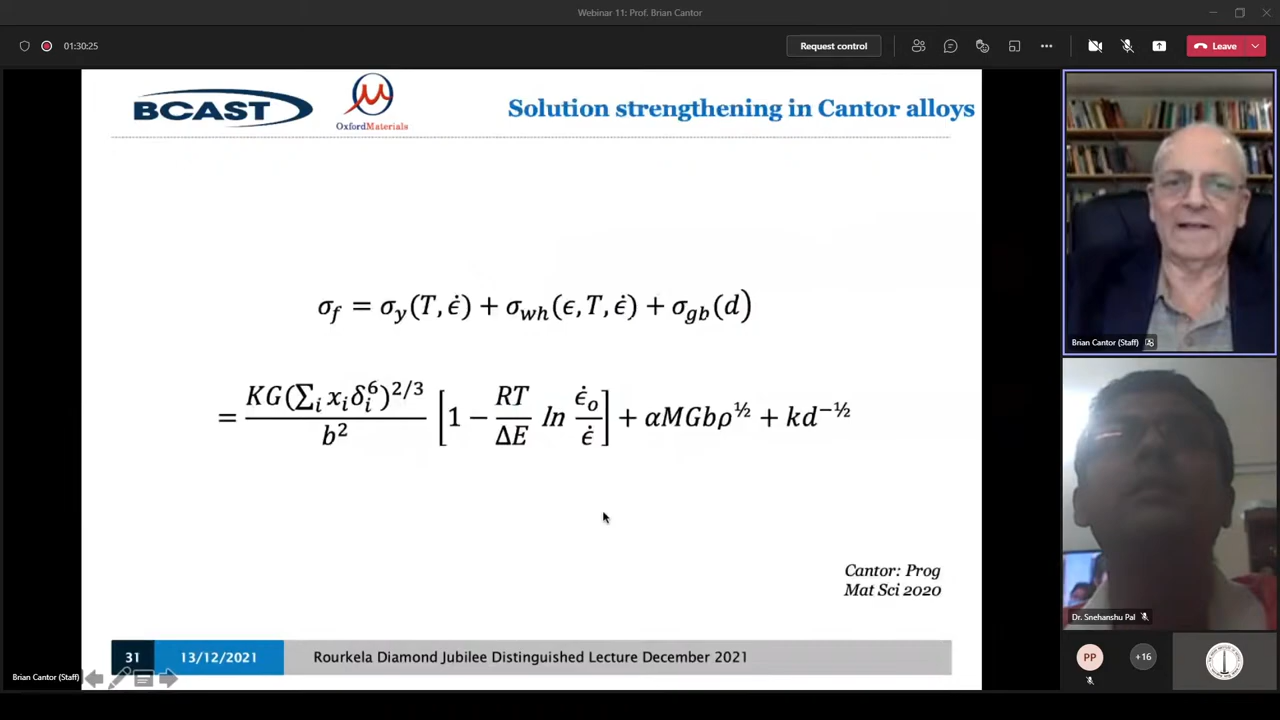 Webinar 11: Prof. Brian Cantor
01:30:25
Request control
Leave
BCAST
OxfordMaterials
Solution strengthening in Cantor alloys
σ_f = σ_y(T, ε̇) + σ_wh(ϵ, T, ε̇) + σ_gb(d)
= KG(∑_i x_i δ_i^6)^2/3 / b^2 [1 − RT/ΔE ln ε̇_o/ε̇] + αMGbρ^½ + kd^−½
Cantor: Prog
Mat Sci 2020
31
13/12/2021
Rourkela Diamond Jubilee Distinguished Lecture December 2021
Brian Cantor (Staff)
Brian Cantor (Staff)
Dr. Snehanshu Pal
PP
+16